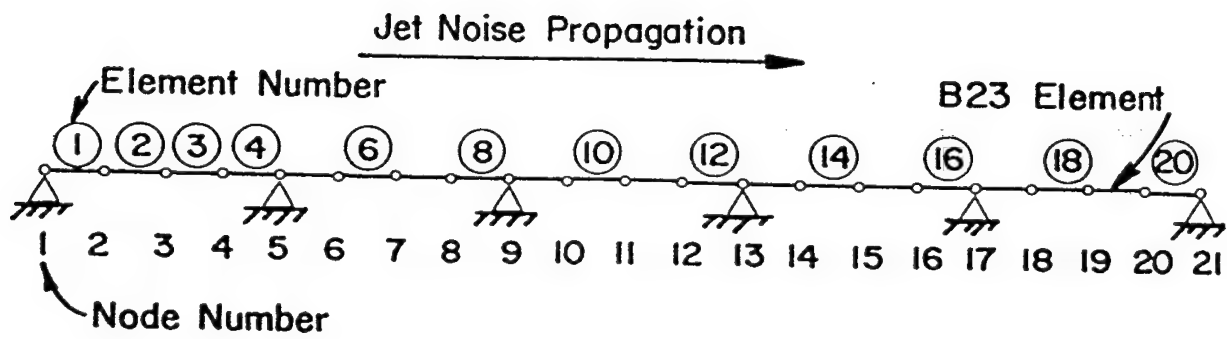 Jet Noise Propagation
Element Number
B23 Element
1 2 3 4 6 8 10 12 14 16 18 20
1 2 3 4 5 6 7 8 9 10 11 12 13 14 15 16 17 18 19 20 21
Node Number